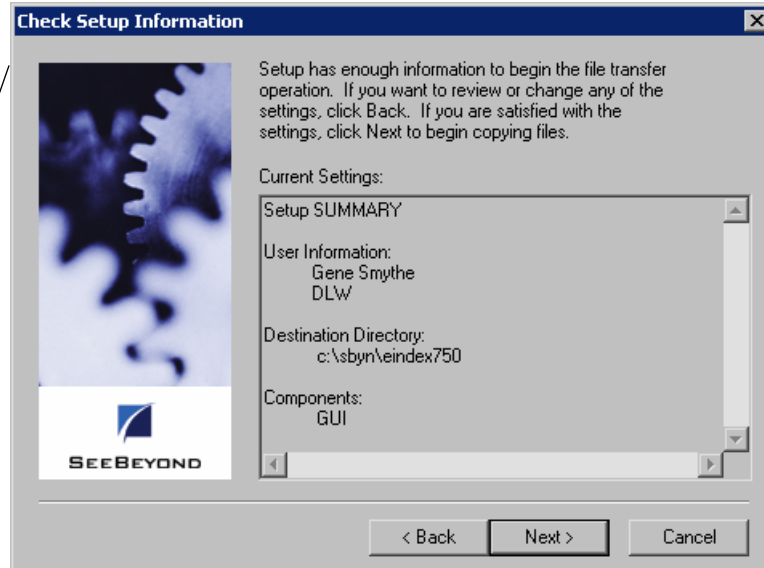 Check Setup Information
Setup has enough information to begin the file transfer
operation. If you want to review or change any of the
settings, click Back. If you are satisfied with the
settings, click Next to begin copying files.
Current Settings:
Setup SUMMARY
User Information:
Gene Smythe
DLW
Destination Directory:
c:\sbyn\eindex750
Components:
GUI
SEEBEYOND
< Back
Next >
Cancel